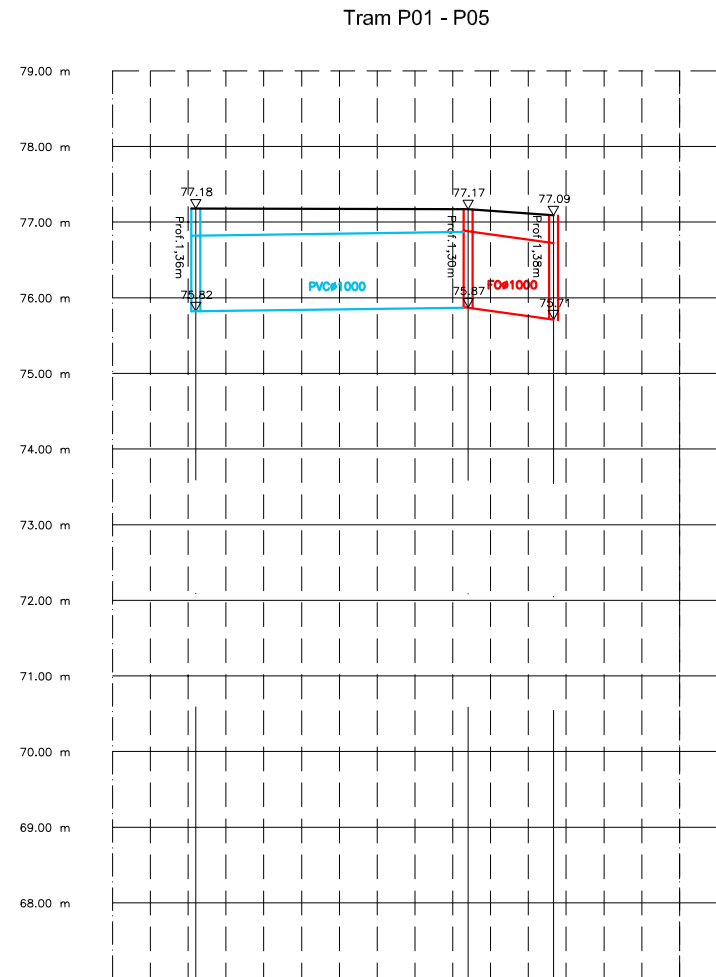 Tram P01 - P05
79.00 m
78.00 m
77.18
77.17
77.09
77.00 m
Prof.1,36m
Prof.1,30m
Prof.1,38m
PVCø1000
FOø1000
76.00 m
75.82
75.87
75.71
75.00 m
74.00 m
73.00 m
72.00 m
71.00 m
70.00 m
69.00 m
68.00 m